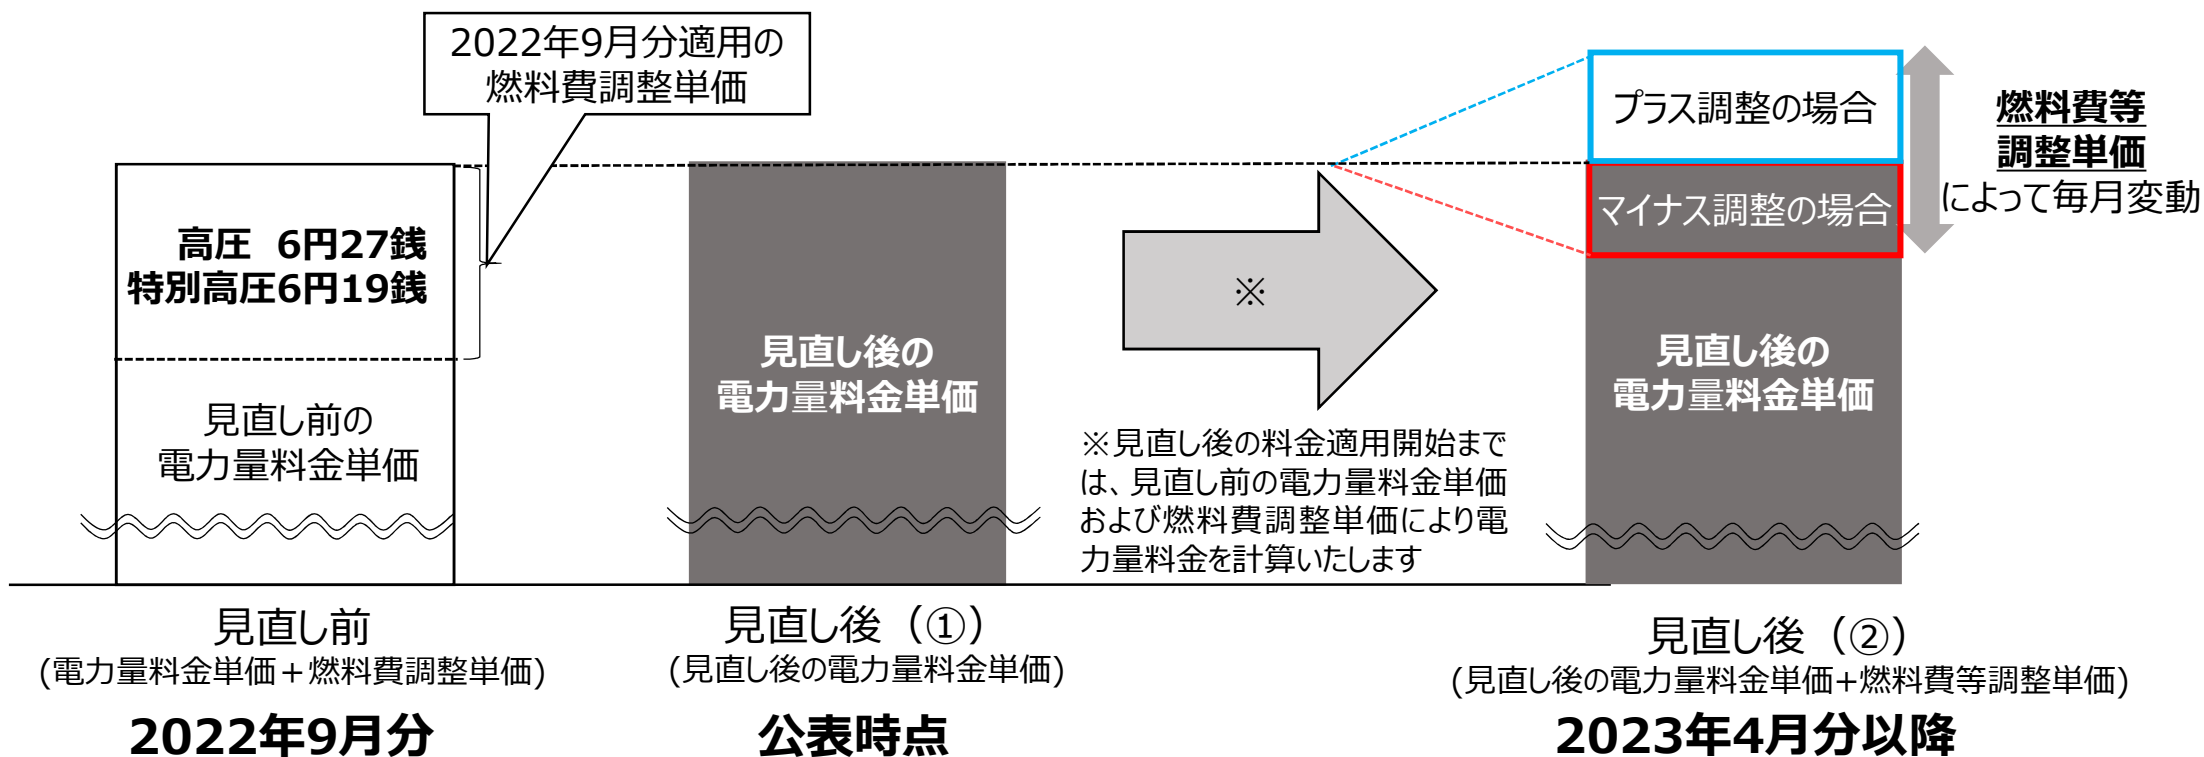 2022年9月分適用の
燃料費調整単価
高圧 6円27銭
特別高圧6円19銭
見直し前の
電力量料金単価
見直し後の
電力量料金単価
※
※見直し後の料金適用開始まで
は、見直し前の電力量料金単価
および燃料費調整単価により電
力量料金を計算いたします
プラス調整の場合
マイナス調整の場合
見直し後の
電力量料金単価
燃料費等
調整単価
によって毎月変動
見直し前
(電力量料金単価＋燃料費調整単価)
2022年9月分
見直し後（①）
(見直し後の電力量料金単価)
公表時点
見直し後（②）
(見直し後の電力量料金単価+燃料費等調整単価)
2023年4月分以降